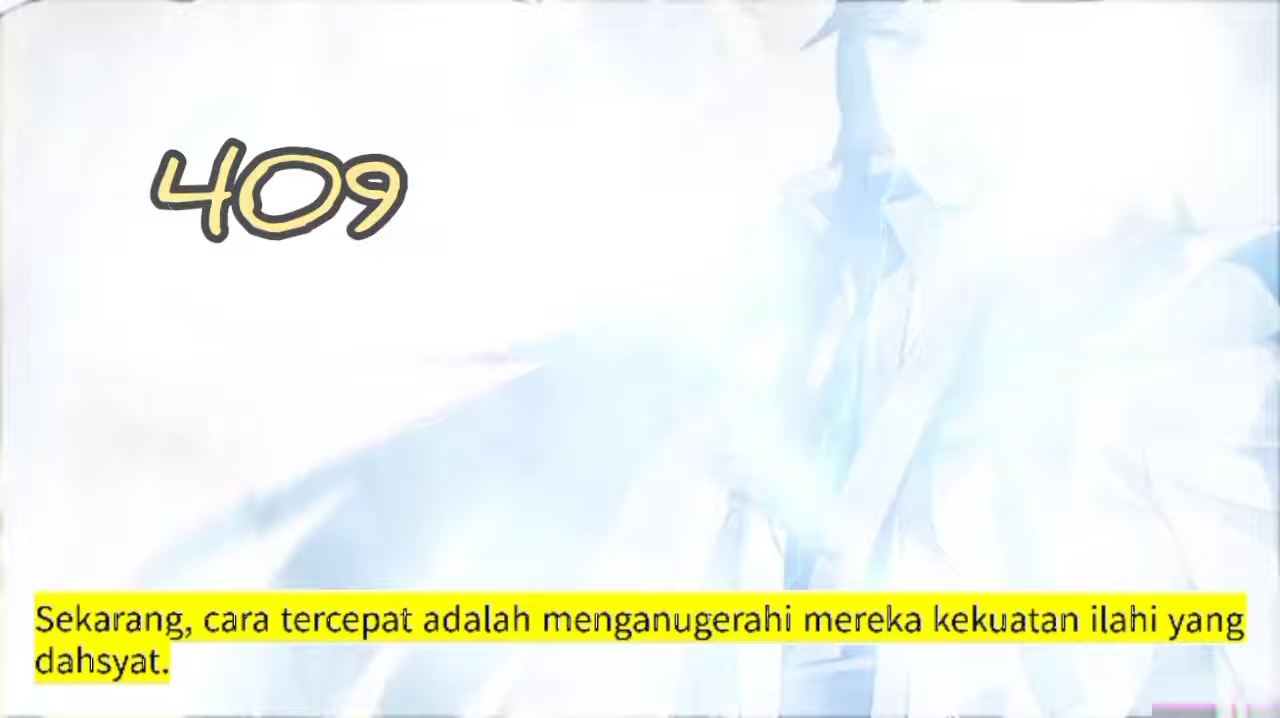 409
Sekarang, cara tercepat adalah menganugerahi mereka kekuatan ilahi yang
dahsyat.